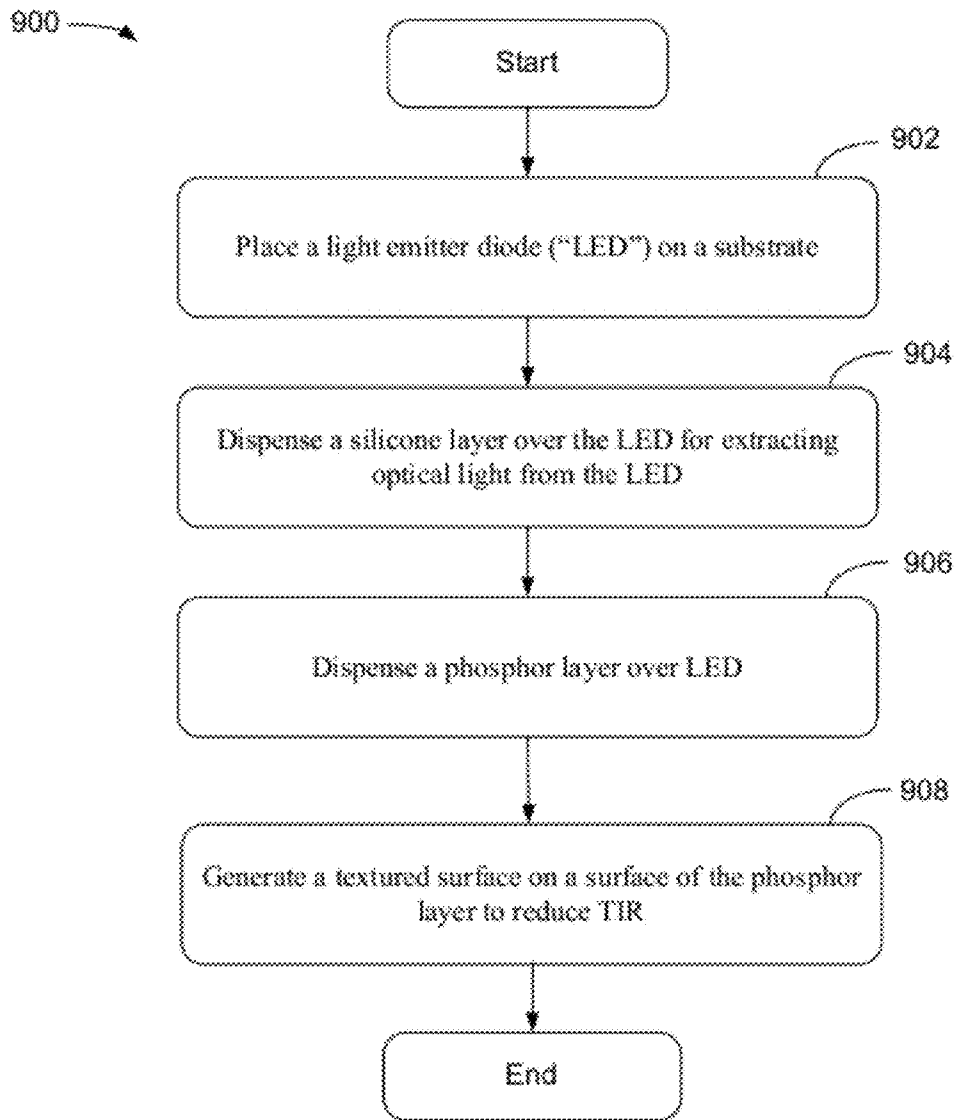 900
Start
902
Place a light emitter diode (“LED”) on a substrate
904
Dispense a silicone layer over the LED for extracting
optical light from the LED
906
Dispense a phosphor layer over LED
908
Generate a textured surface on a surface of the phosphor
layer to reduce TIR
End